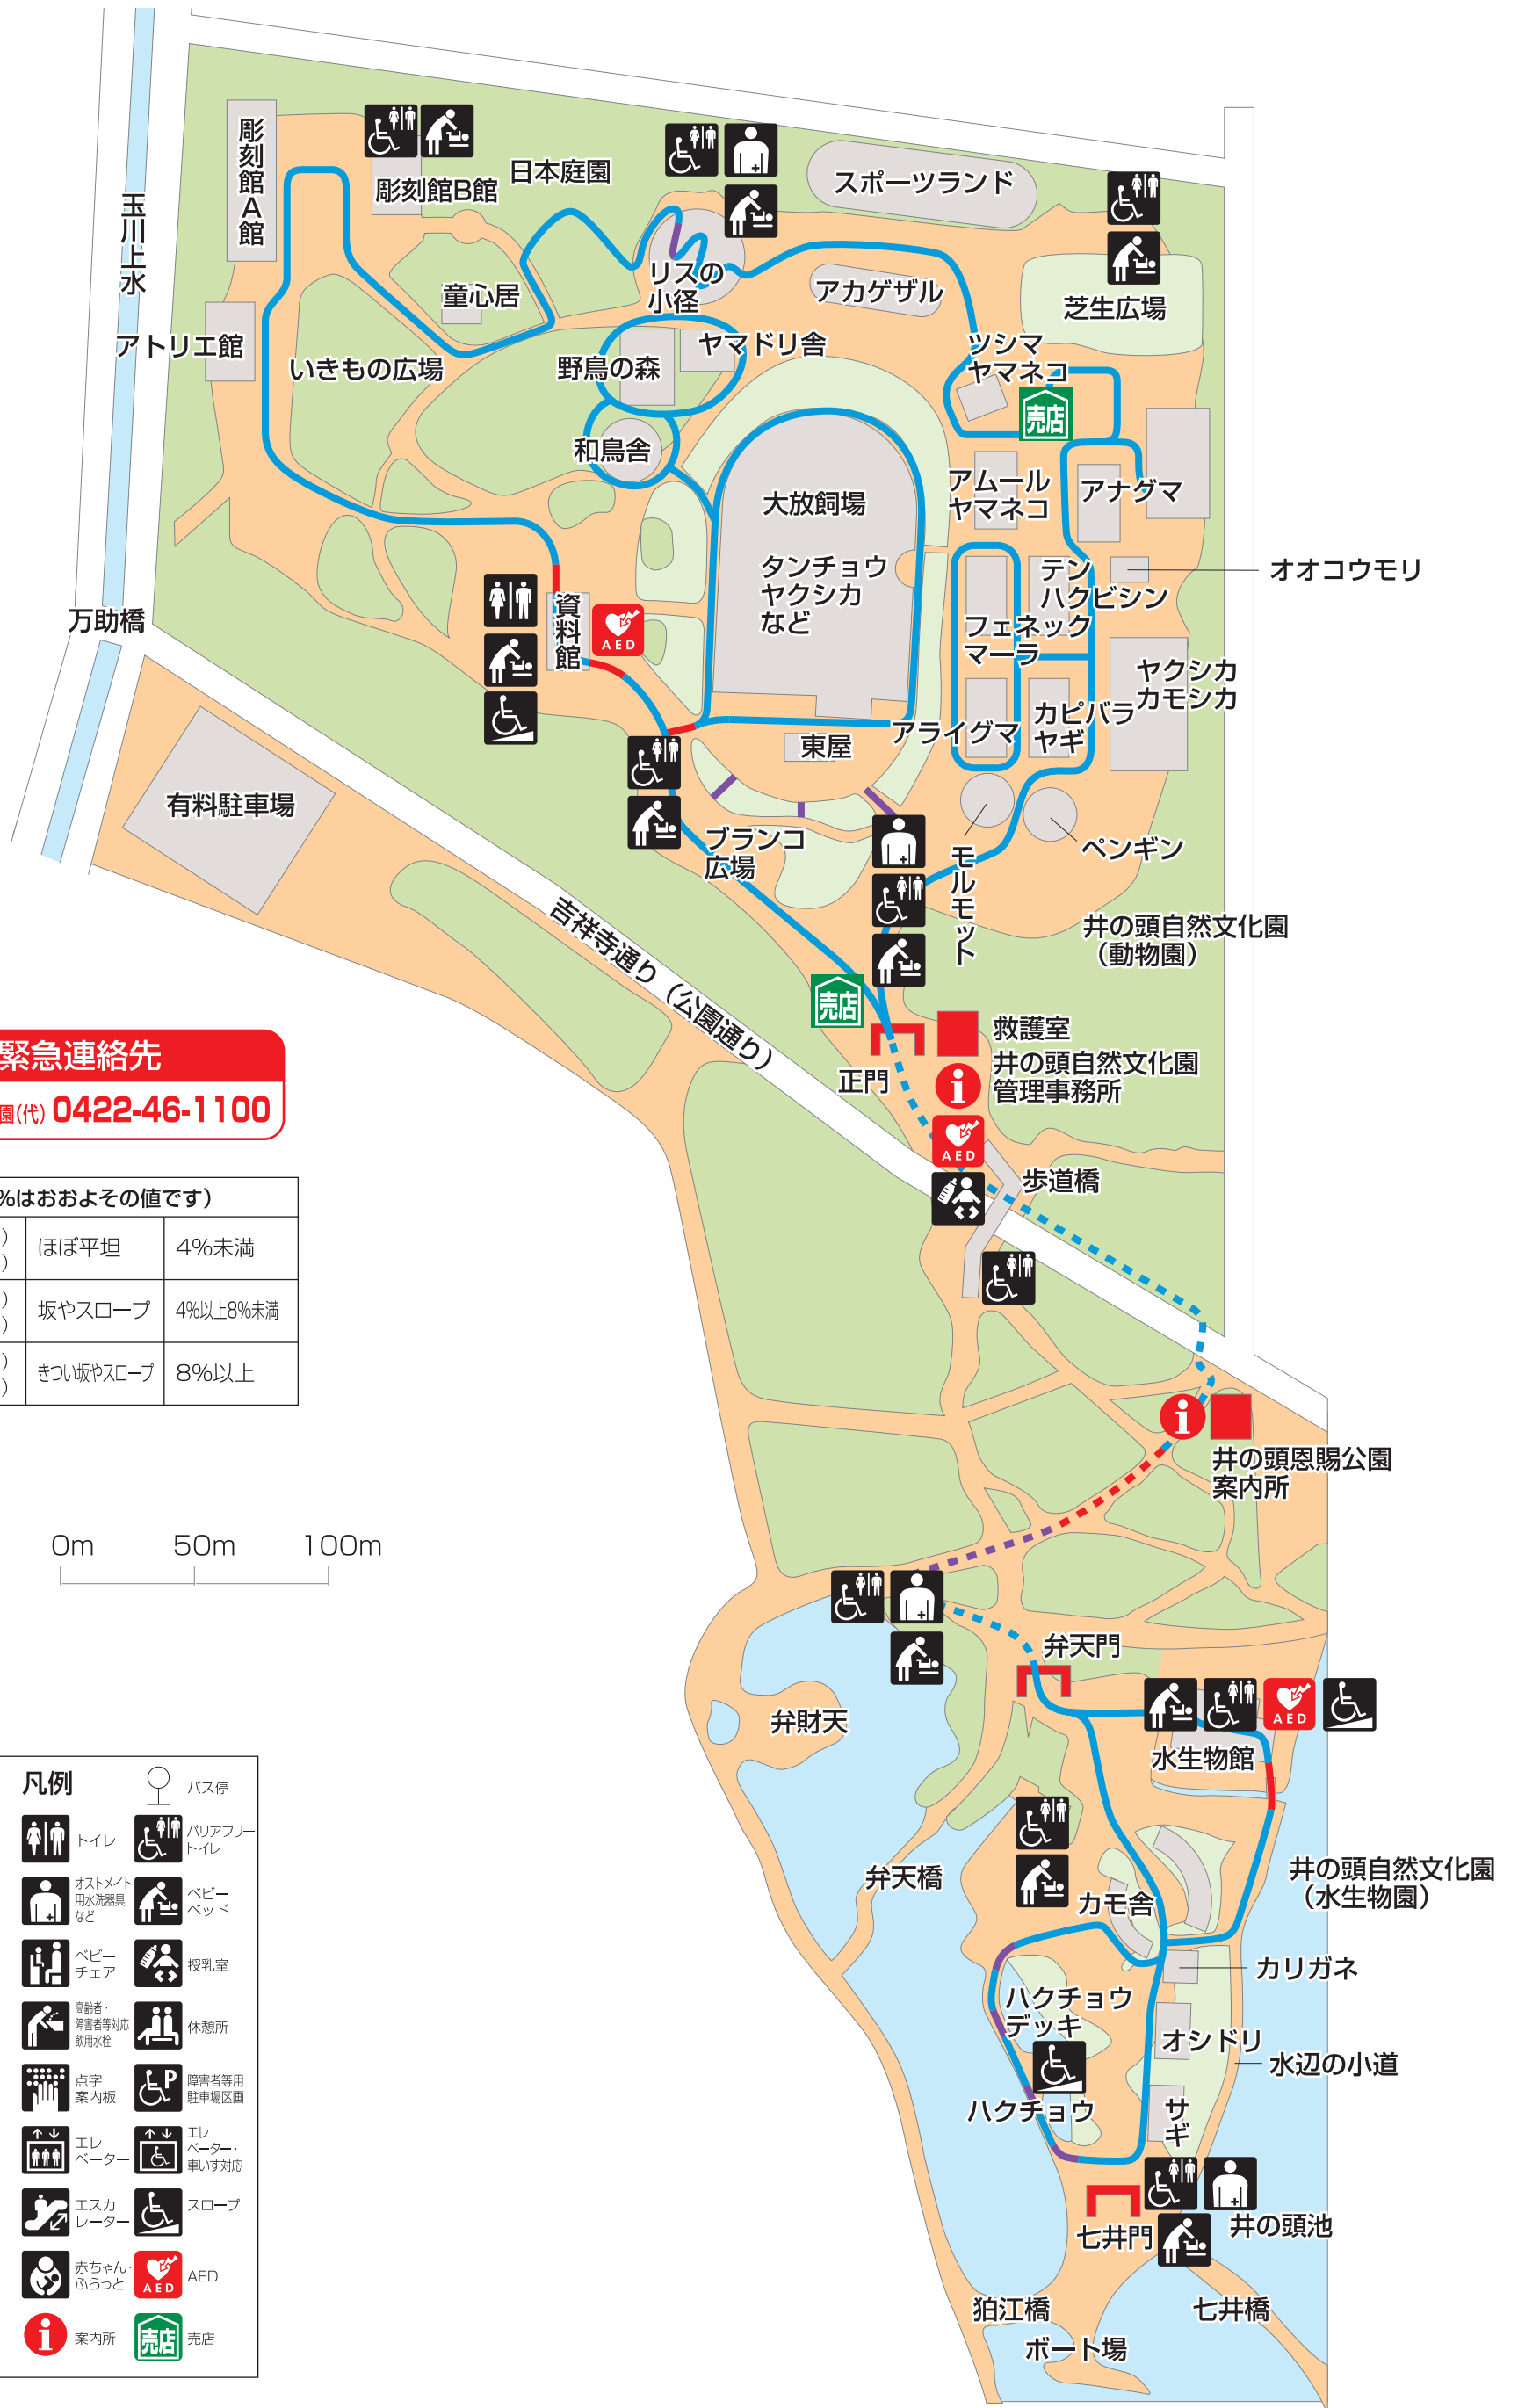 彫刻館A館
彫刻館B館
日本庭園
スポーツランド
玉川上水
リスの
小径
アカゲザル
芝生広場
童心居
アトリエ館
いきもの広場
野鳥の森
ヤマドリ舎
ツシマ
ヤマネコ
売店
和鳥舎
大放飼場
アムール
ヤマネコ
アナグマ
タンチョウ
ヤクシカ
など
テン
ハクビシン
オオコウモリ
万助橋
資料館
AED
フェネック
マーラ
ヤクシカ
カモシカ
アライグマ
カピバラ
ヤギ
東屋
有料駐車場
ブランコ
広場
モルモット
ペンギン
吉祥寺通り（公園通り）
井の頭自然文化園
（動物園）
売店
救護室
正門
井の頭自然文化園
管理事務所
緊急連絡先
園(代) 0422-46-1100
AED
歩道橋
%はおおよその値です）
）
）
ほぼ平坦
4%未満
）
）
坂やスロープ
4%以上8%未満
）
）
きつい坂やスロープ
8%以上
井の頭恩賜公園
案内所
0m
50m
100m
弁天門
弁財天
AED
水生物館
弁天橋
カモ舎
井の頭自然文化園
（水生物園）
カリガネ
ハクチョウ
デッキ
オシドリ
水辺の小道
ハクチョウ
サギ
七井門
井の頭池
狛江橋
七井橋
ボート場
凡例
バス停
トイレ
バリアフリー
トイレ
オストメイト
用水洗器具
など
ベビー
ベッド
ベビー
チェア
授乳室
高齢者・
障害者等対応
飲用水栓
休憩所
点字
案内板
P
障害者等用
駐車場区画
エレ
ベーター
エレ
ベーター・
車いす対応
エスカ
レーター
スロープ
赤ちゃん・
ふらっと
AED
AED
i
案内所
売店
売店